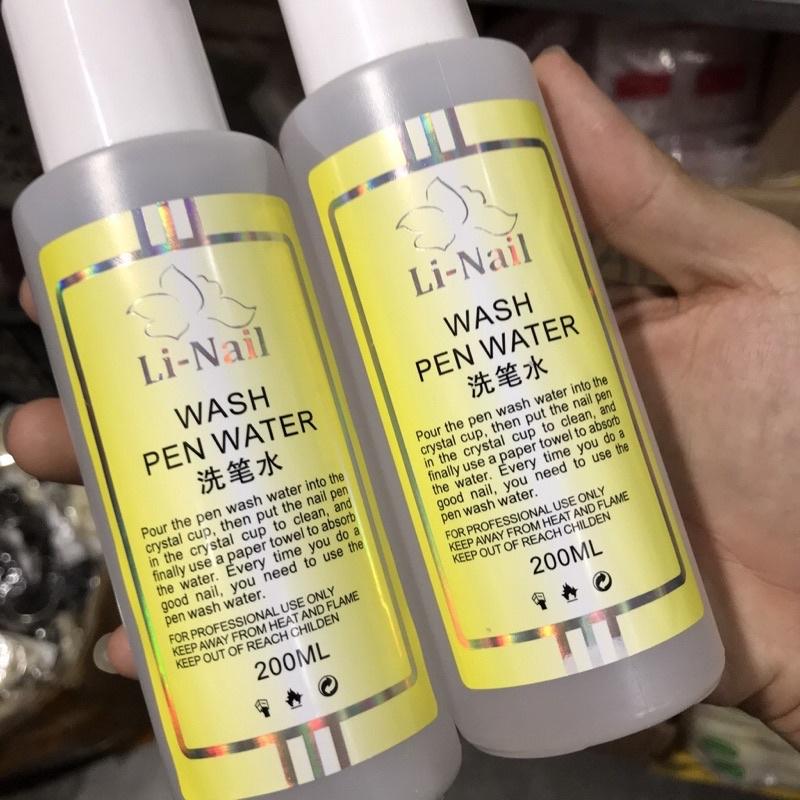 Li-Nail
WASH
PEN WATER
洗笔水
Pour the pen wash water into the
crystal cup, then put the nail pen
in the crystal cup to clean, and
finally use a paper towel to absorb
the water. Every time you do a
good nail, you need to use the
pen wash water.
FOR PROFESSIONAL USE ONLY
KEEP AWAY FROM HEAT AND FLAME
KEEP OUT OF REACH CHILDEN
200ML
Li-Nail
WASH
PEN WATER
洗笔水
Pour the pen wash water into the
crystal cup, then put the nail pen
in the crystal cup to clean, and
finally use a paper towel to absorb
the water. Every time you do a
good nail, you need to use the
pen wash water.
FOR PROFESSIONAL USE ONLY
KEEP AWAY FROM HEAT AND FLAME
KEEP OUT OF REACH CHILDEN
200ML